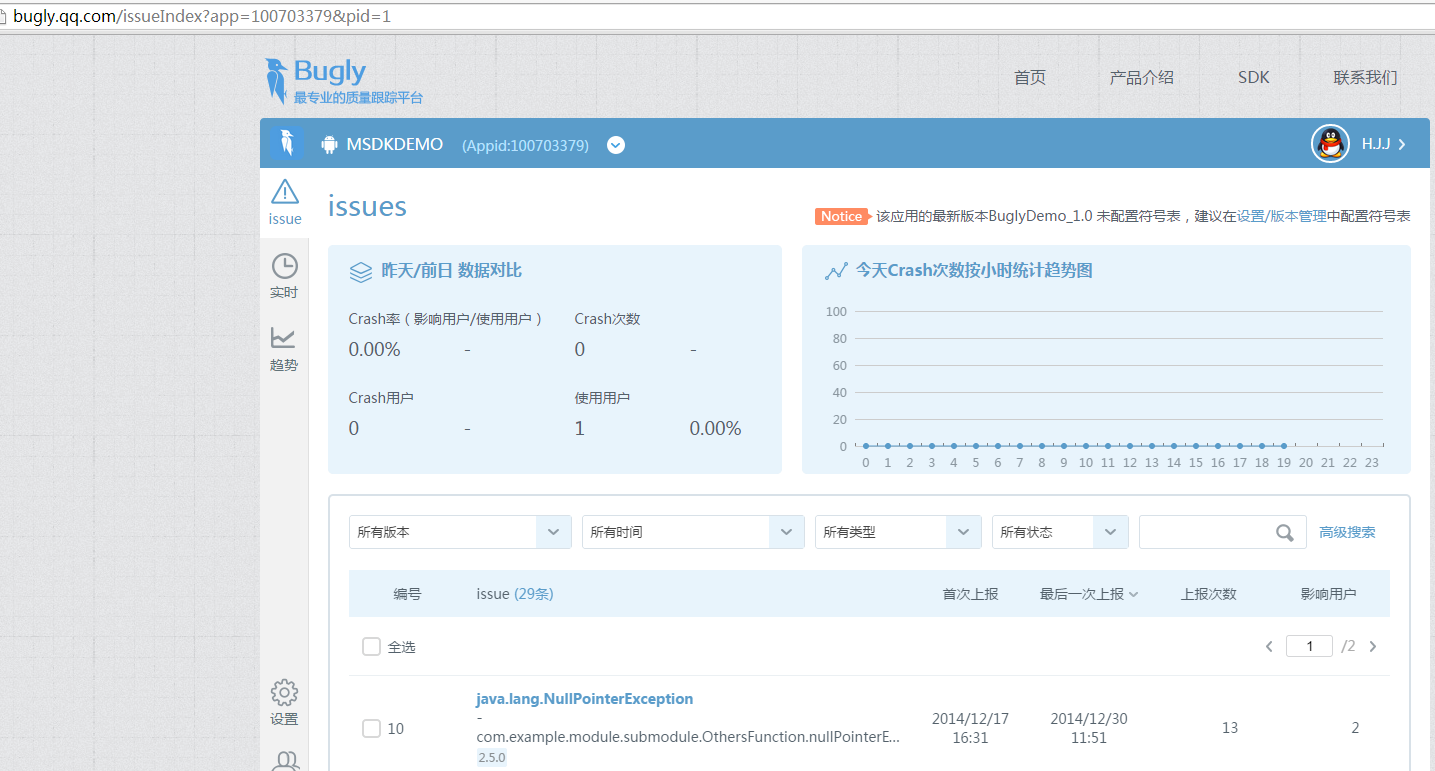 bugly.qq.com/issueIndex?app=100703379&pid=1
Bugly
最专业的质量跟踪平台
首页 产品介绍 SDK 联系我们
MSDKDEMO (Appid:100703379) H.J.J
issue
实时
趋势
设置
issues
Notice 该应用的最新版本BuglyDemo_1.0 未配置符号表，建议在设置/版本管理中配置符号表
昨天/前日 数据对比
Crash率（影响用户/使用用户） Crash次数
0.00% - 0 -
Crash用户 使用用户
0 - 1 0.00%
今天Crash次数按小时统计趋势图
100
80
60
40
20
0
0 1 2 3 4 5 6 7 8 9 10 11 12 13 14 15 16 17 18 19 20 21 22 23
所有版本 所有时间 所有类型 所有状态 高级搜索
编号 issue (29条) 首次上报 最后一次上报 上报次数 影响用户
全选 1 /2
java.lang.NullPointerException
-
10 com.example.module.submodule.OthersFunction.nullPointerE... 2014/12/17 16:31 2014/12/30 11:51 13 2
2.5.0